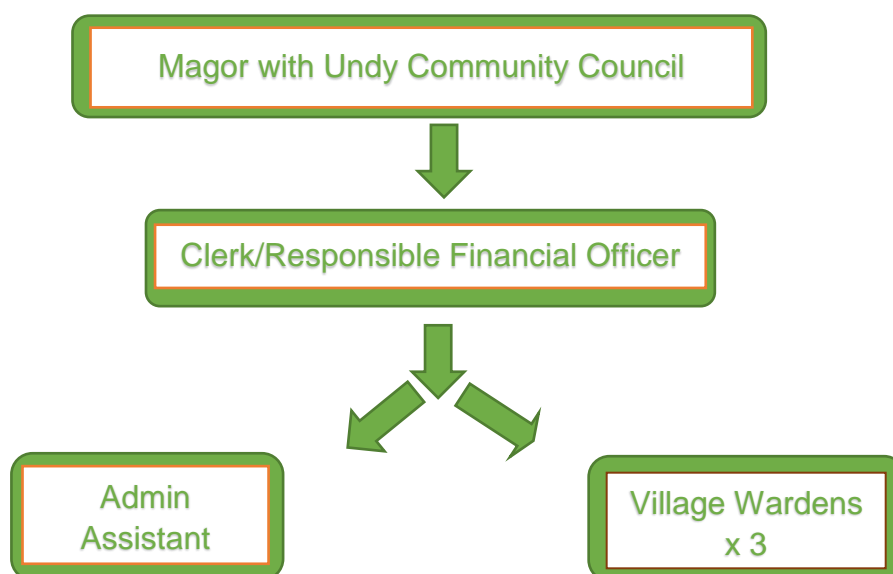 Magor with Undy Community Council
Clerk/Responsible Financial Officer
Admin
Assistant
Village Wardens
x 3